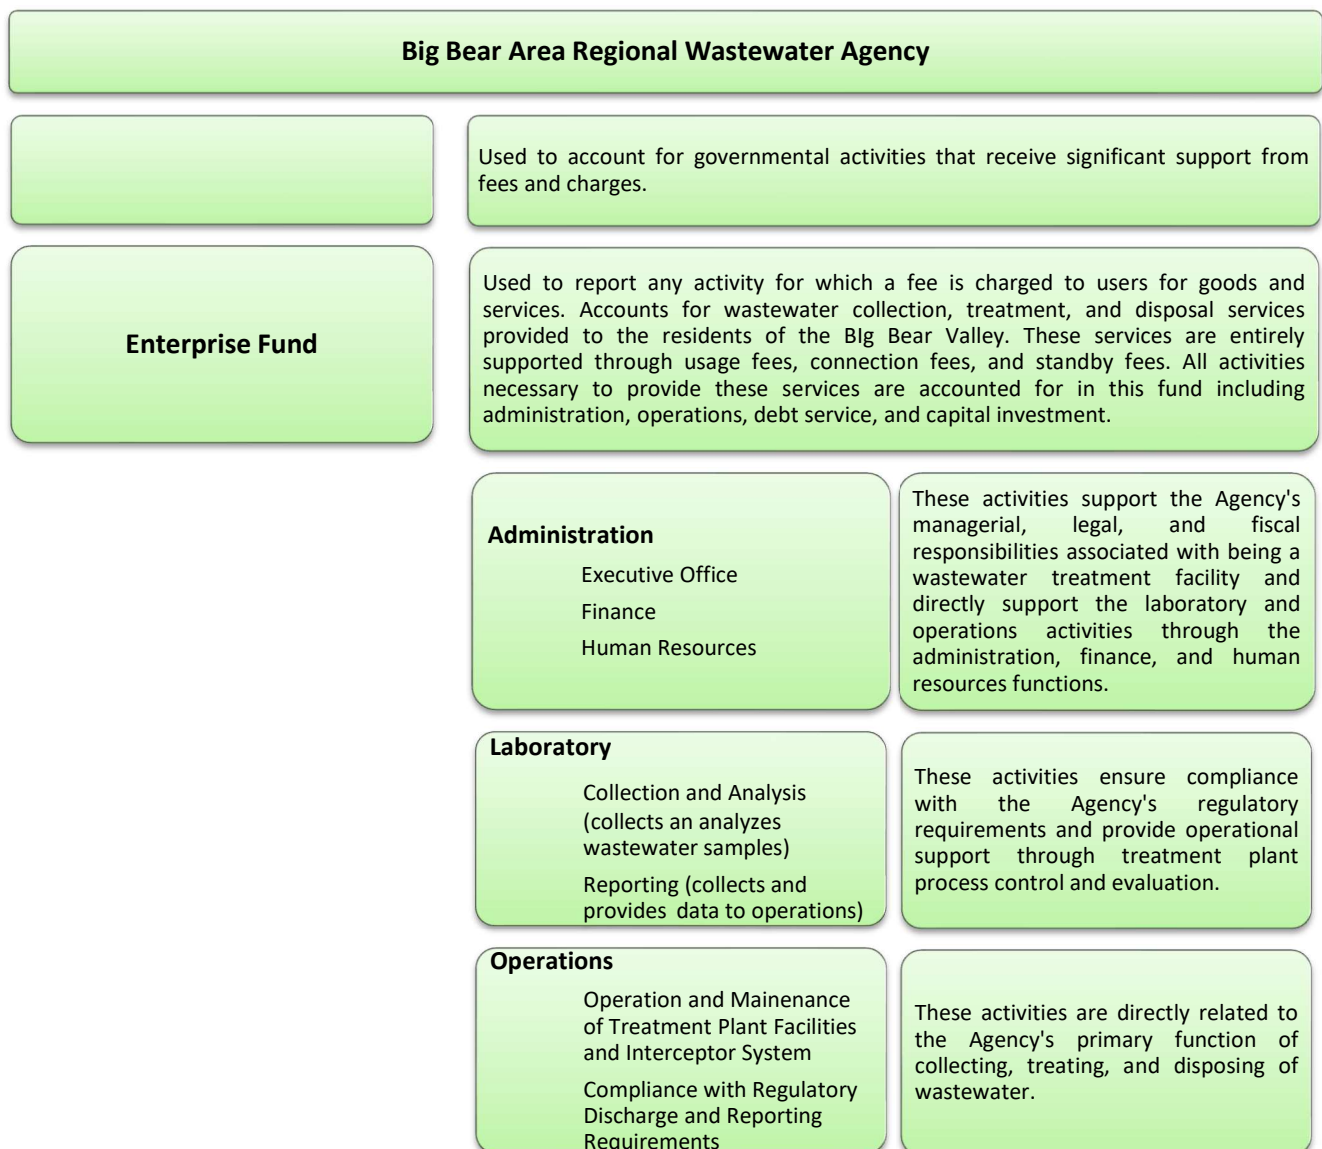 Big Bear Area Regional Wastewater Agency
Used to account for governmental activities that receive significant support from
fees and charges.
Enterprise Fund
Used to report any activity for which a fee is charged to users for goods and
services. Accounts for wastewater collection, treatment, and disposal services
provided to the residents of the BIg Bear Valley. These services are entirely
supported through usage fees, connection fees, and standby fees. All activities
necessary to provide these services are accounted for in this fund including
administration, operations, debt service, and capital investment.
Administration
Executive Office
Finance
Human Resources
These activities support the Agency's
managerial, legal, and fiscal
responsibilities associated with being a
wastewater treatment facility and
directly support the laboratory and
operations activities through the
administration, finance, and human
resources functions.
Laboratory
Collection and Analysis
(collects an analyzes
wastewater samples)
Reporting (collects and
provides data to operations)
These activities ensure compliance
with the Agency's regulatory
requirements and provide operational
support through treatment plant
process control and evaluation.
Operations
Operation and Mainenance
of Treatment Plant Facilities
and Interceptor System
Compliance with Regulatory
Discharge and Reporting
Requirements
These activities are directly related to
the Agency's primary function of
collecting, treating, and disposing of
wastewater.